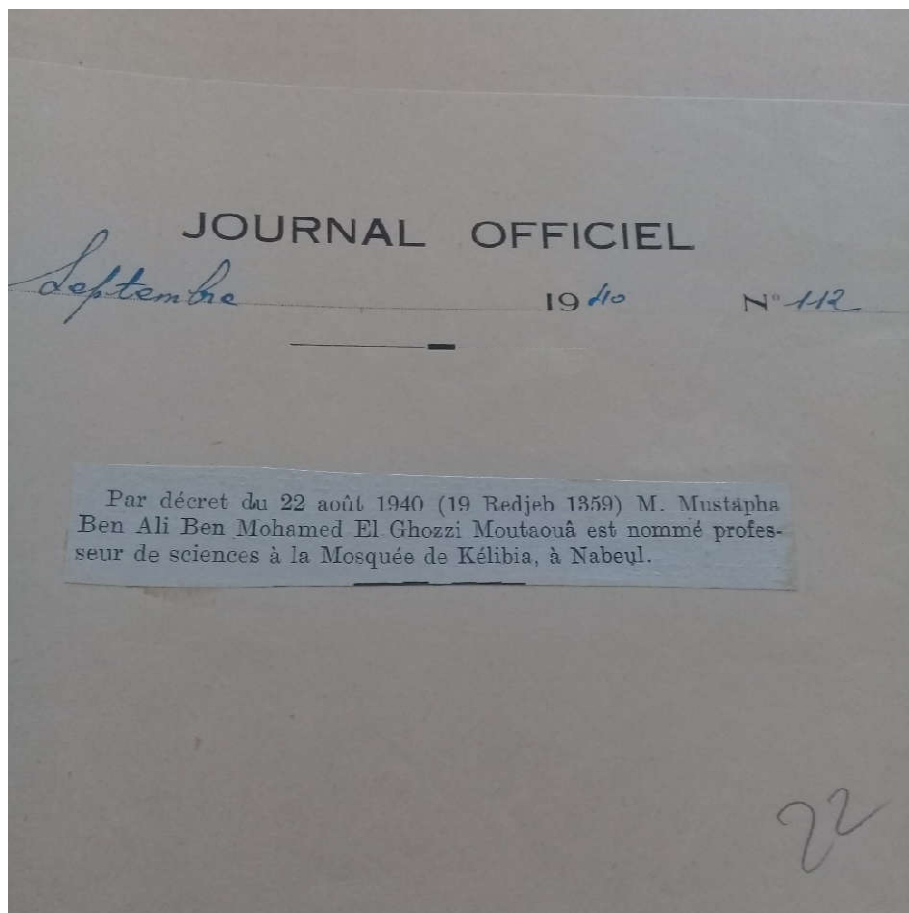 JOURNAL OFFICIEL
Septembre 1940 N° 112
Par décret du 22 août 1940 (19 Redjeb 1359) M. Mustapha
Ben Ali Ben Mohamed El Ghozzi Moutaouâ est nommé profes-
seur de sciences à la Mosquée de Kélibia, à Nabeul.
22